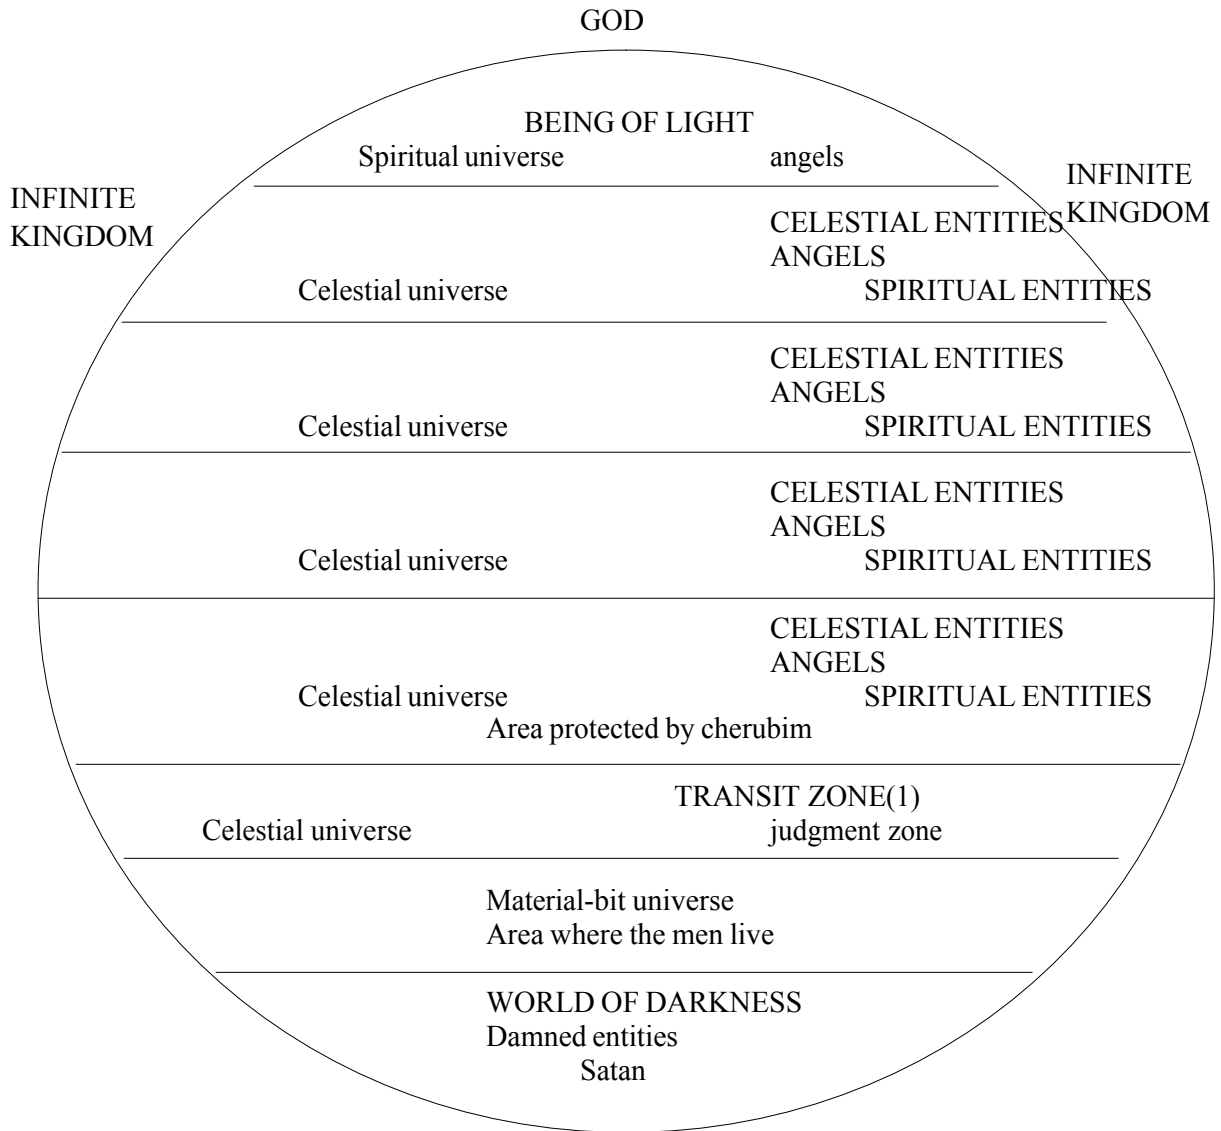 GOD
BEING OF LIGHT
Spiritual universe angels
INFINITE KINGDOM
INFINITE KINGDOM
CELESTIAL ENTITIES
ANGELS
Celestial universe SPIRITUAL ENTITIES
CELESTIAL ENTITIES
ANGELS
Celestial universe SPIRITUAL ENTITIES
CELESTIAL ENTITIES
ANGELS
Celestial universe SPIRITUAL ENTITIES
CELESTIAL ENTITIES
ANGELS
Celestial universe SPIRITUAL ENTITIES
Area protected by cherubim
TRANSIT ZONE(1)
Celestial universe judgment zone
Material-bit universe
Area where the men live
WORLD OF DARKNESS
Damned entities
Satan